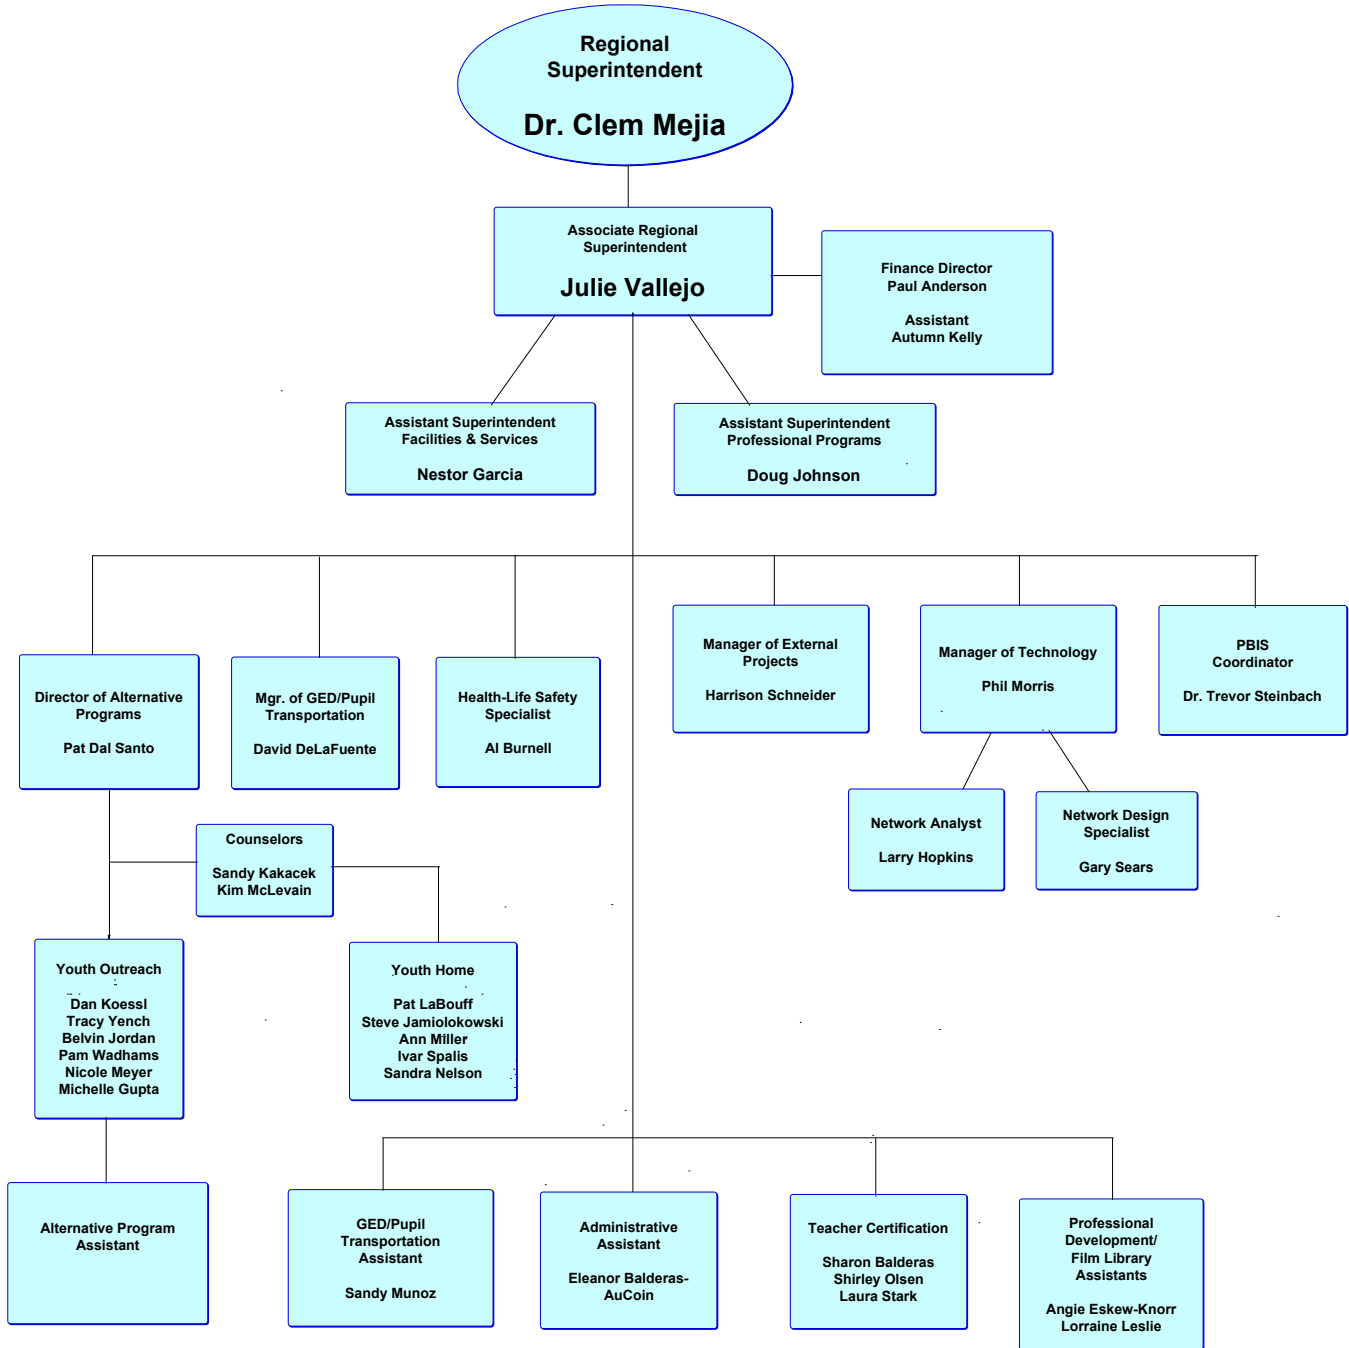 Regional
Superintendent
Dr. Clem Mejia
Associate Regional
Superintendent
Julie Vallejo
Finance Director
Paul Anderson
Assistant
Autumn Kelly
Assistant Superintendent
Facilities & Services
Nestor Garcia
Assistant Superintendent
Professional Programs
Doug Johnson
Director of Alternative
Programs
Pat Dal Santo
Mgr. of GED/Pupil
Transportation
David DeLaFuente
Health-Life Safety
Specialist
Al Burnell
Manager of External
Projects
Harrison Schneider
Manager of Technology
Phil Morris
PBIS
Coordinator
Dr. Trevor Steinbach
Network Analyst
Larry Hopkins
Network Design
Specialist
Gary Sears
Counselors
Sandy Kakacek
Kim McLevain
Youth Outreach
Dan Koessl
Tracy Yench
Belvin Jordan
Pam Wadhams
Nicole Meyer
Michelle Gupta
Youth Home
Pat LaBouff
Steve Jamiolokowski
Ann Miller
Ivar Spalis
Sandra Nelson
Alternative Program
Assistant
GED/Pupil
Transportation
Assistant
Sandy Munoz
Administrative
Assistant
Eleanor Balderas-
AuCoin
Teacher Certification
Sharon Balderas
Shirley Olsen
Laura Stark
Professional
Development/
Film Library
Assistants
Angie Eskew-Knorr
Lorraine Leslie